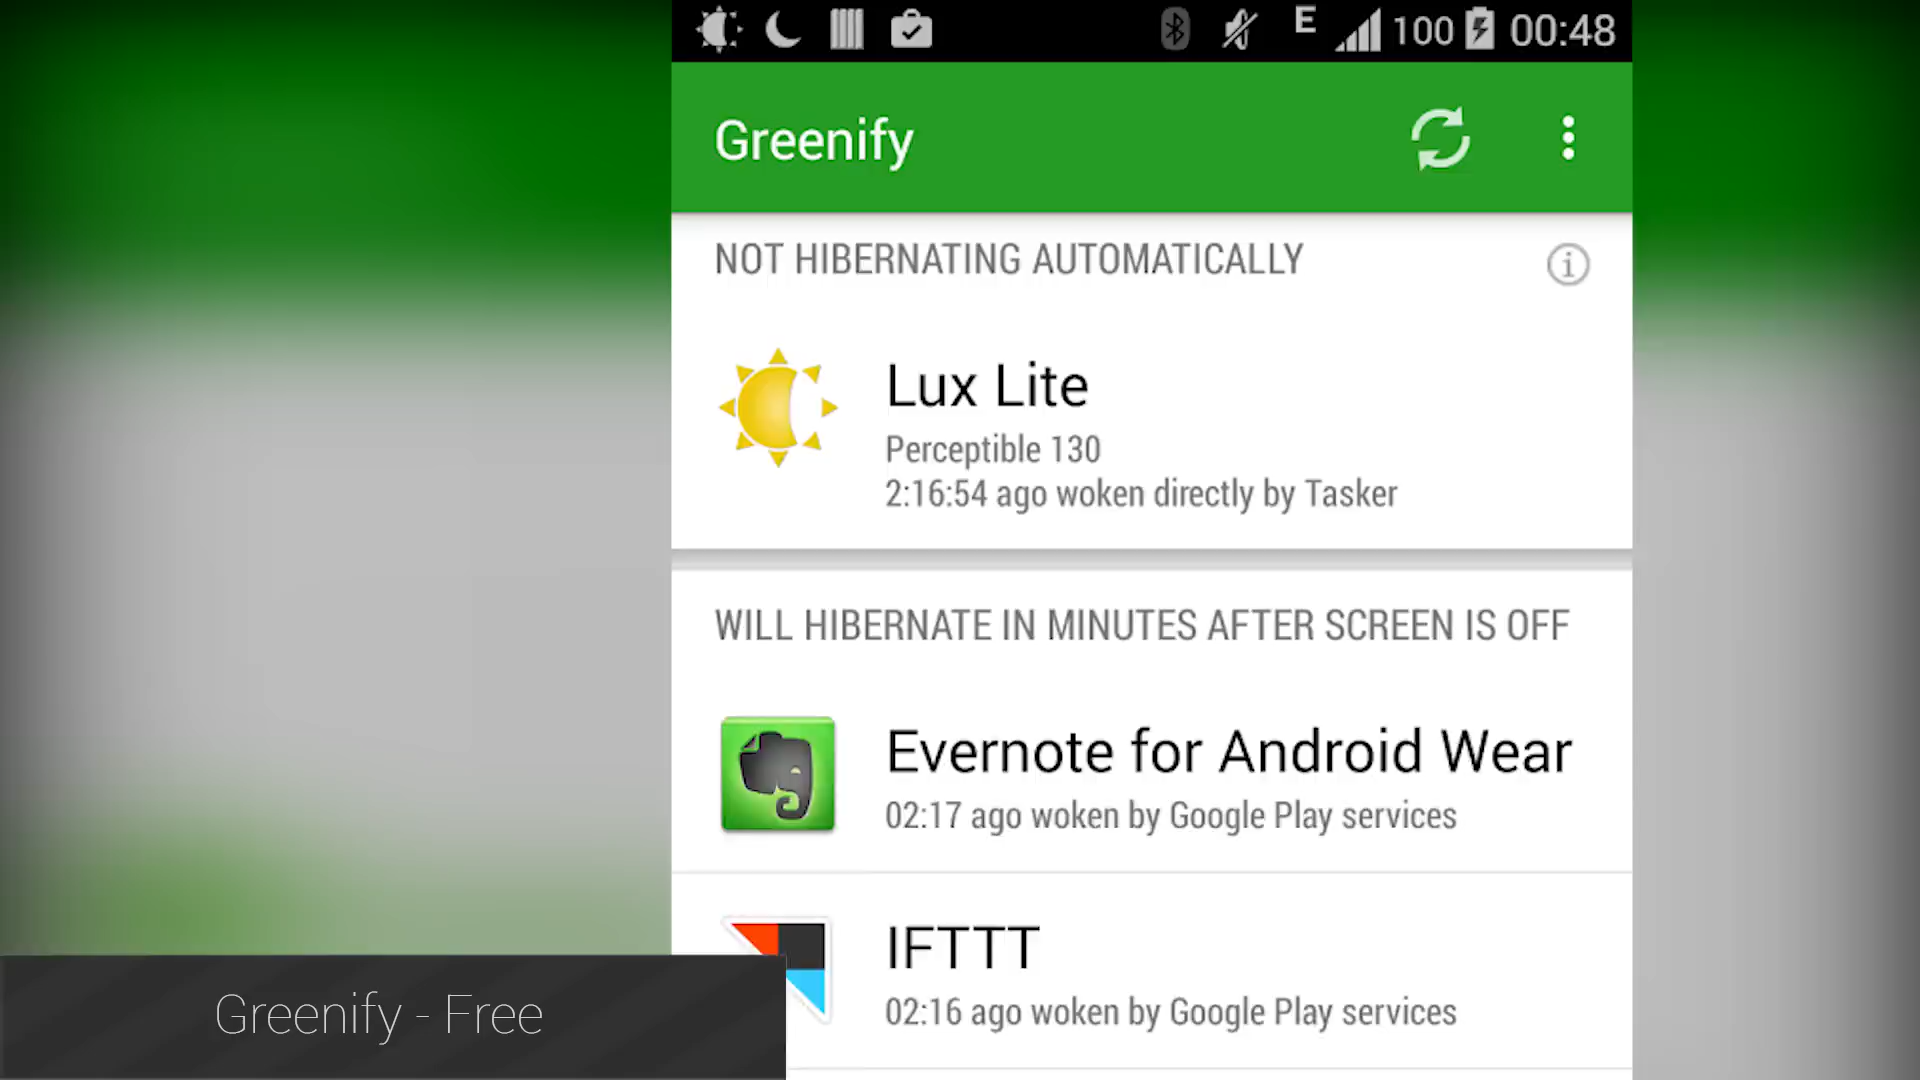 E 100 00:48
Greenify
NOT HIBERNATING AUTOMATICALLY
Lux Lite
Perceptible 130
2:16:54 ago woken directly by Tasker
WILL HIBERNATE IN MINUTES AFTER SCREEN IS OFF
Evernote for Android Wear
02:17 ago woken by Google Play services
IFTTT
02:16 ago woken by Google Play services
Greenify - Free